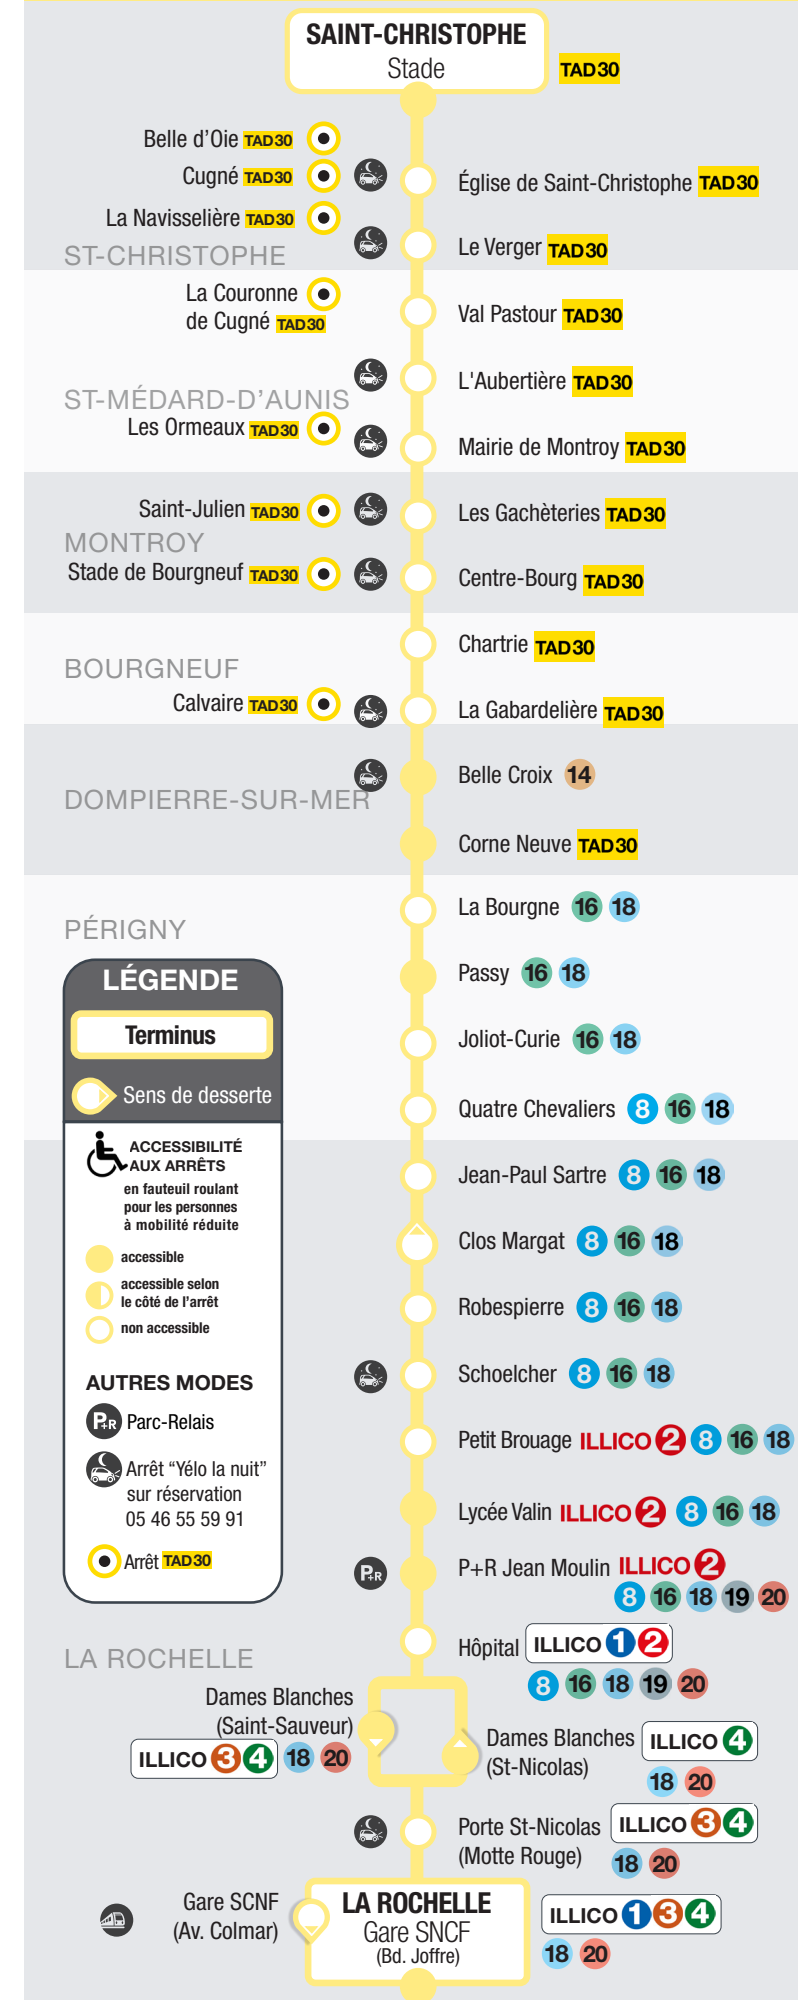 SAINT-CHRISTOPHE
Stade
TAD30
Belle d'Oie TAD30
Cugné TAD30
Église de Saint-Christophe TAD30
La Navisselière TAD30
Le Verger TAD30
ST-CHRISTOPHE
La Couronne
de Cugné TAD30
Val Pastour TAD30
L'Aubertière TAD30
ST-MÉDARD-D'AUNIS
Les Ormeaux TAD30
Mairie de Montroy TAD30
Saint-Julien TAD30
Les Gachèteries TAD30
MONTROY
Stade de Bourgneuf TAD30
Centre-Bourg TAD30
Chartrie TAD30
BOURGNEUF
Calvaire TAD30
La Gabardelière TAD30
Belle Croix 14
DOMPIERRE-SUR-MER
Corne Neuve TAD30
La Bourgne 16 18
PÉRIGNY
Passy 16 18
Joliot-Curie 16 18
Quatre Chevaliers 8 16 18
Jean-Paul Sartre 8 16 18
Clos Margat 8 16 18
Robespierre 8 16 18
Schoelcher 8 16 18
Petit Brouage ILLICO 2 8 16 18
Lycée Valin ILLICO 2 8 16 18
P+R
P+R Jean Moulin ILLICO 2
8 16 18 19 20
Hôpital ILLICO 1 2
8 16 18 19 20
LA ROCHELLE
Dames Blanches
(Saint-Sauveur)
ILLICO 3 4 18 20
Dames Blanches ILLICO 4
(St-Nicolas)
18 20
Porte St-Nicolas ILLICO 3 4
(Motte Rouge) 18 20
Gare SCNF
(Av. Colmar)
LA ROCHELLE
Gare SNCF
(Bd. Joffre)
ILLICO 1 3 4
18 20
LÉGENDE
Terminus
Sens de desserte
ACCESSIBILITÉ
AUX ARRÊTS
en fauteuil roulant
pour les personnes
à mobilité réduite
accessible
accessible selon
le côté de l'arrêt
non accessible
AUTRES MODES
P+R Parc-Relais
Arrêt “Yélo la nuit”
sur réservation
05 46 55 59 91
Arrêt TAD30